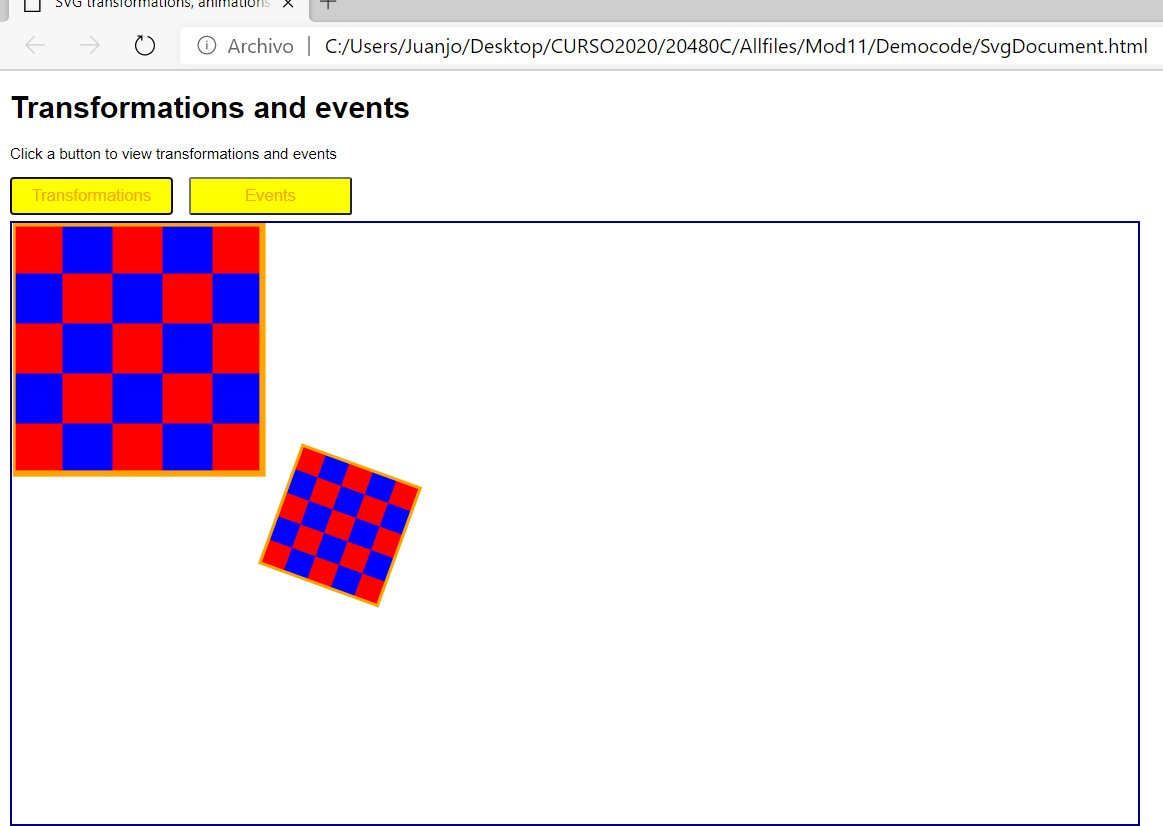 SVG transformations, animations
Archivo | C:/Users/Juanjo/Desktop/CURSO2020/20480C/Allfiles/Mod11/Democode/SvgDocument.html
Transformations and events
Click a button to view transformations and events
Transformations Events